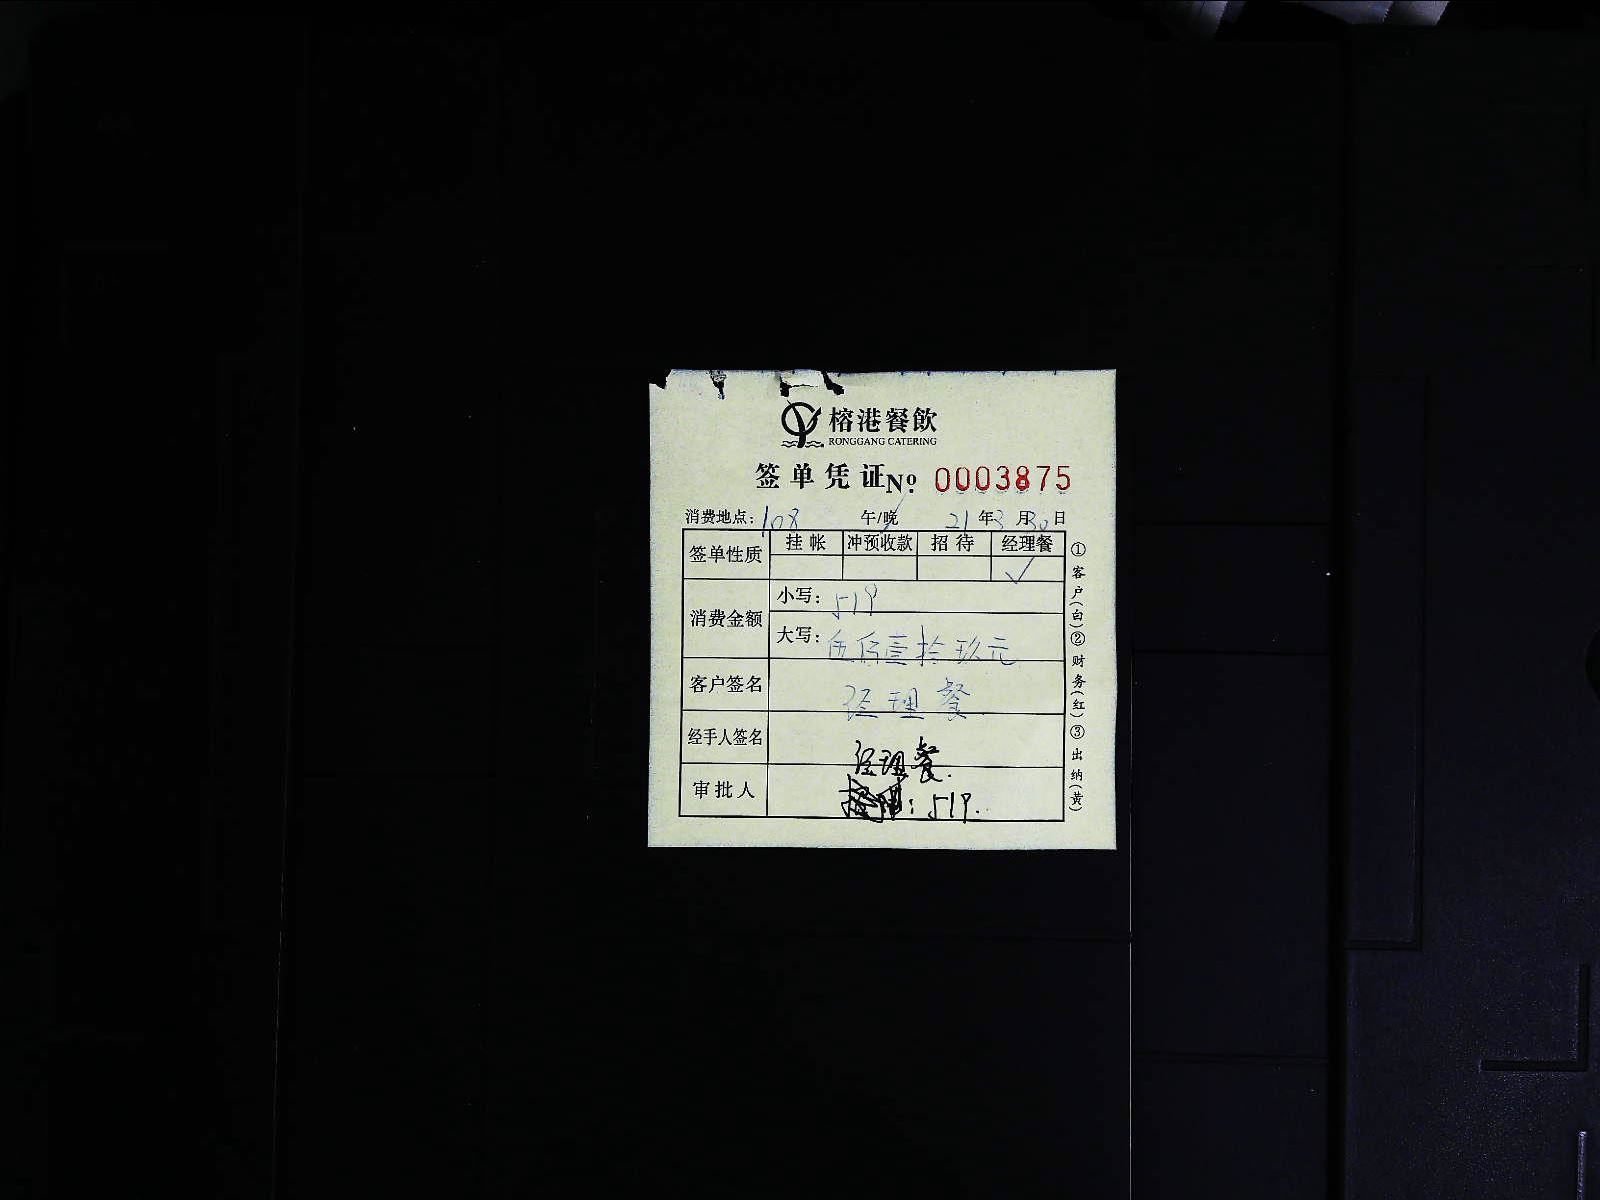 榕港餐飲
RONGGANG CATERING
签单凭证No. 0003875
消费地点：108 午/晚 21年3月30日
签单性质 挂帐 冲预收款 招待 经理餐
✓
消费金额 小写：519
大写：伍佰壹拾玖元
客户签名 经理餐
经手人签名 经理餐.
审批人 ：519.
①客户(白)②财务(红)③出纳(黄)